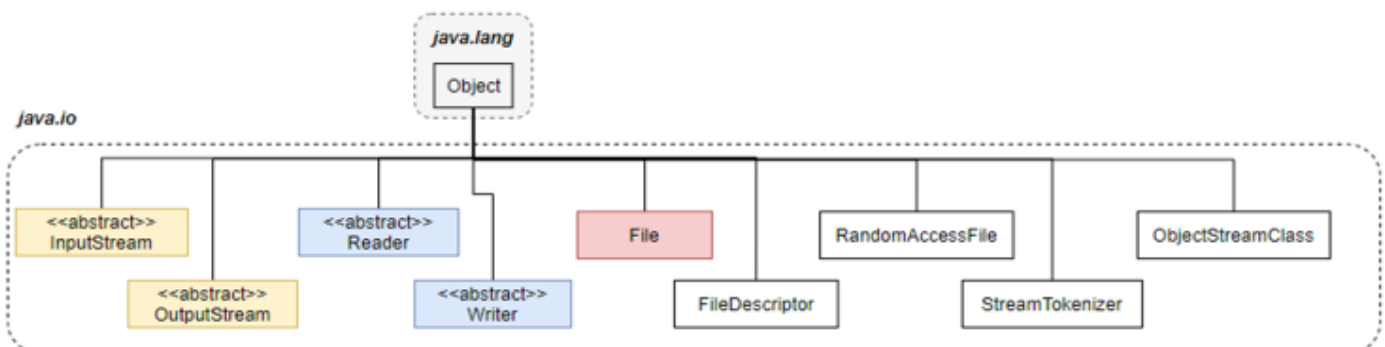 java.lang
Object
java.io
<<abstract>>
InputStream
<<abstract>>
Reader
File
RandomAccessFile
ObjectStreamClass
<<abstract>>
OutputStream
<<abstract>>
Writer
FileDescriptor
StreamTokenizer